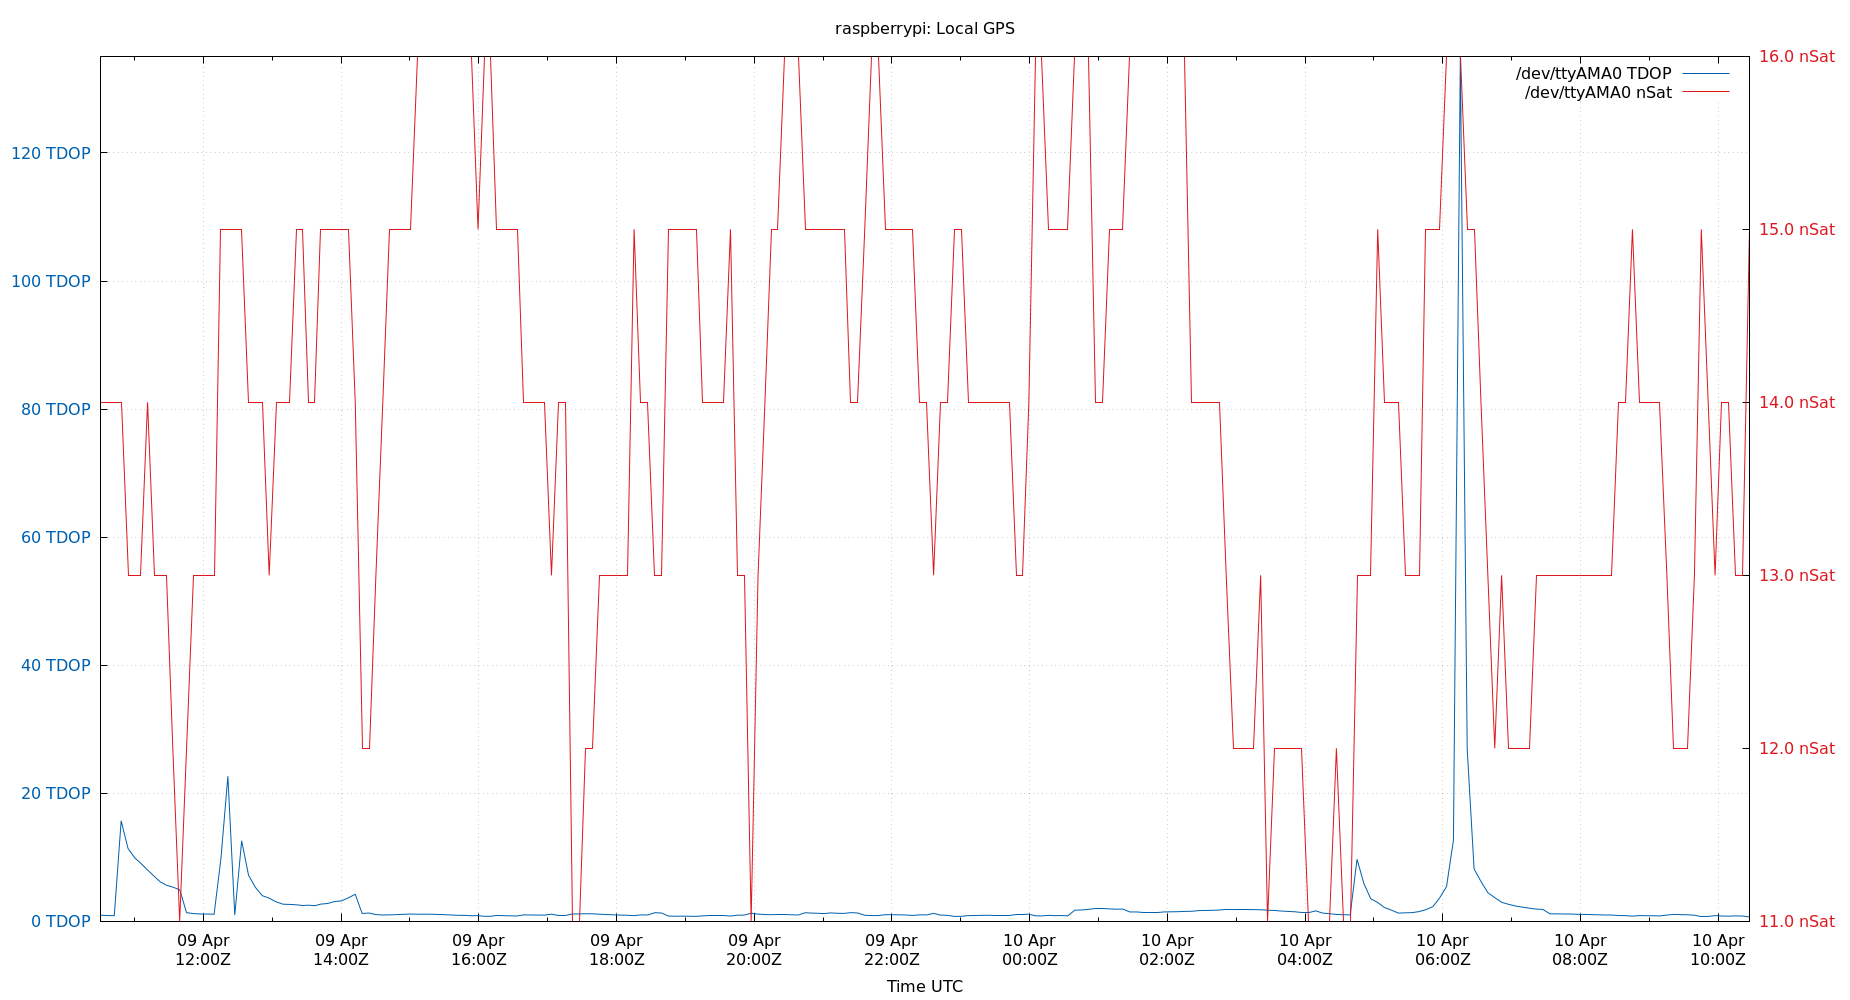 raspberrypi: Local GPS
/dev/ttyAMA0 TDOP
/dev/ttyAMA0 nSat
120 TDOP
100 TDOP
80 TDOP
60 TDOP
40 TDOP
20 TDOP
0 TDOP
16.0 nSat
15.0 nSat
14.0 nSat
13.0 nSat
12.0 nSat
11.0 nSat
09 Apr
12:00Z
09 Apr
14:00Z
09 Apr
16:00Z
09 Apr
18:00Z
09 Apr
20:00Z
09 Apr
22:00Z
10 Apr
00:00Z
10 Apr
02:00Z
10 Apr
04:00Z
10 Apr
06:00Z
10 Apr
08:00Z
10 Apr
10:00Z
Time UTC